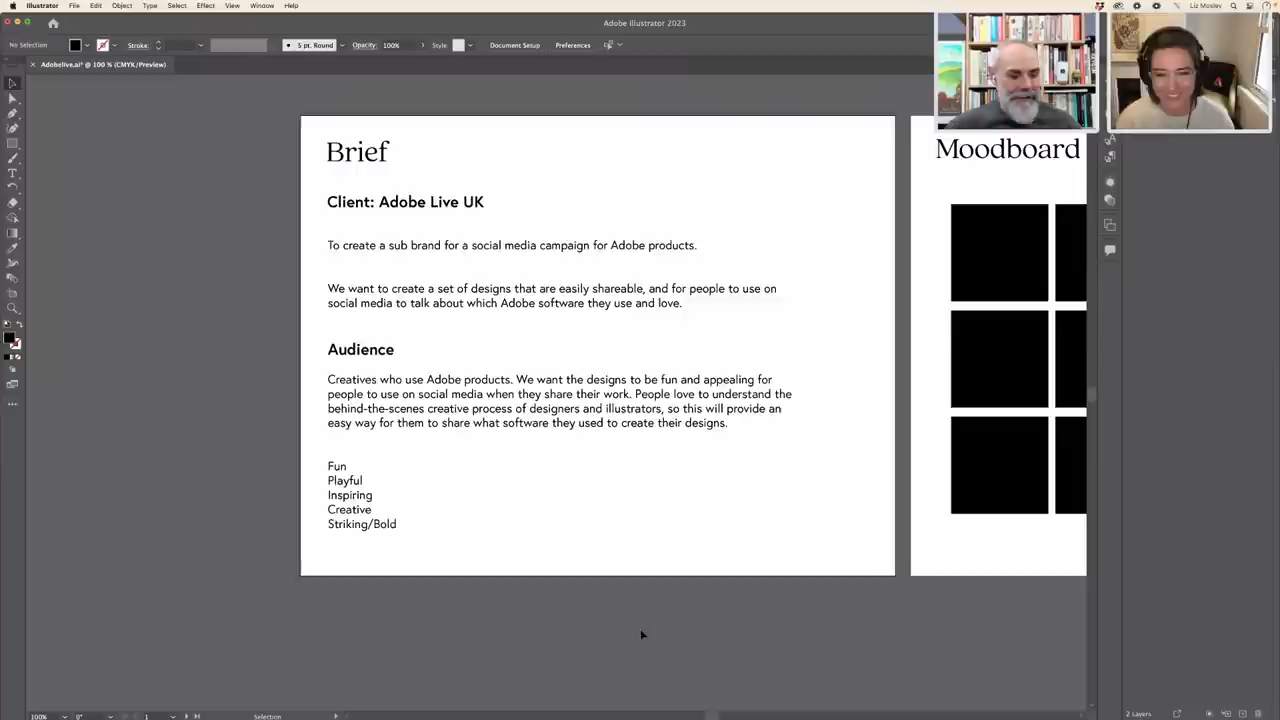 Illustrator File Edit Object Type Select Effect View Window Help
Liz Mosley
Adobe Illustrator 2023
No Selection
Stroke:
5 pt. Round
Opacity: 100%
Style:
Document Setup
Preferences
Adobelive.ai* @ 100 % (CMYK/Preview)
Brief
Client: Adobe Live UK
To create a sub brand for a social media campaign for Adobe products.
We want to create a set of designs that are easily shareable, and for people to use on
social media to talk about which Adobe software they use and love.
Audience
Creatives who use Adobe products. We want the designs to be fun and appealing for
people to use on social media when they share their work. People love to understand the
behind-the-scenes creative process of designers and illustrators, so this will provide an
easy way for them to share what software they used to create their designs.
Fun
Playful
Inspiring
Creative
Striking/Bold
Moodboard
100%
0°
1
Selection
2 Layers